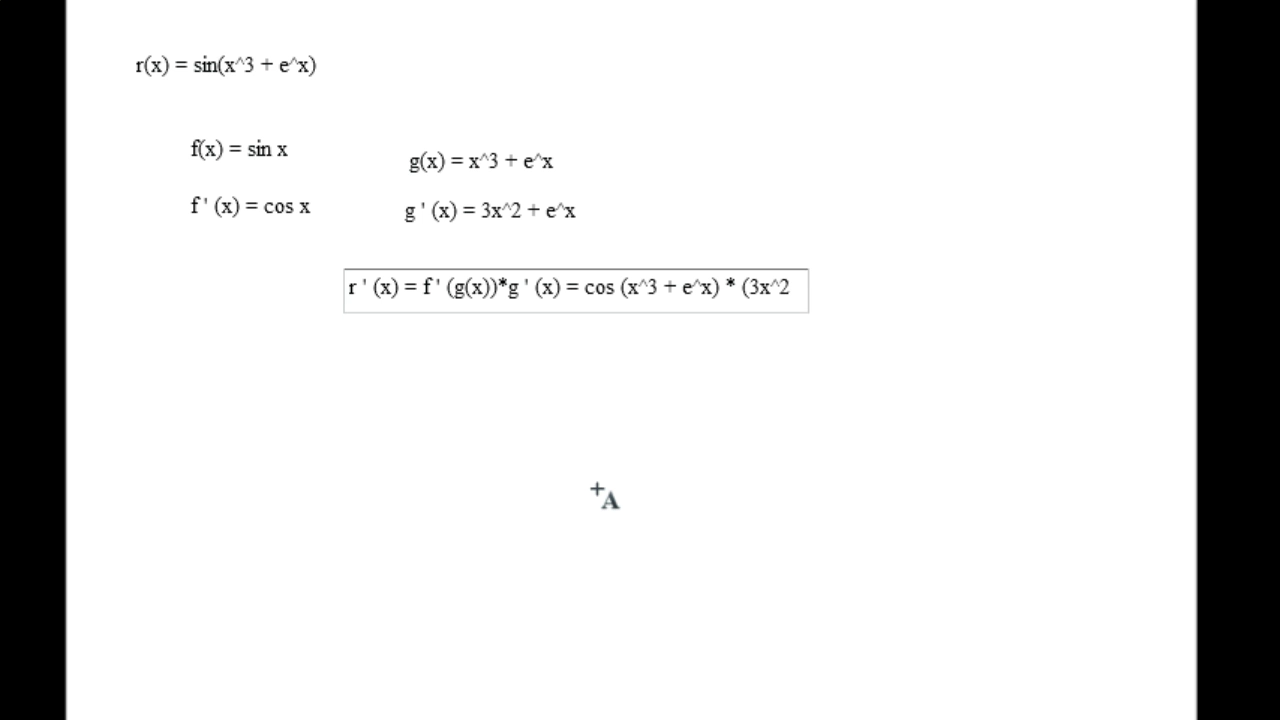 r(x) = sin(x^3 + e^x)
f(x) = sin x
g(x) = x^3 + e^x
f ' (x) = cos x
g ' (x) = 3x^2 + e^x
r ' (x) = f ' (g(x))*g ' (x) = cos (x^3 + e^x) * (3x^2
A